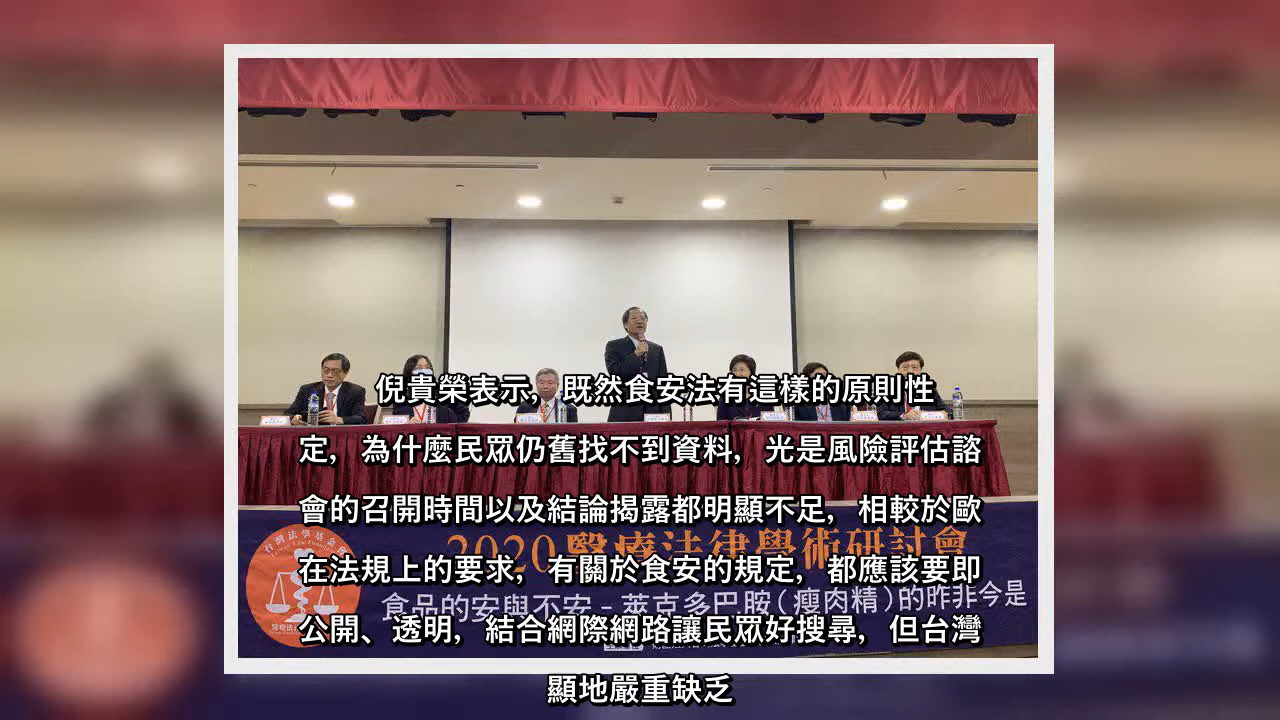 倪貴榮表示，既然食安法有這樣的原則性
定，為什麼民眾仍舊找不到資料，光是風險評估諮
會的召開時間以及結論揭露都明顯不足，相較於歐
在法規上的要求，有關於食安的規定，都應該要即
公開、透明，結合網際網路讓民眾好搜尋，但台灣
顯地嚴重缺乏
台灣法學基金會
2020醫療法律學術研討會
食品的安與不安－萊克多巴胺（瘦肉精）的昨非今是